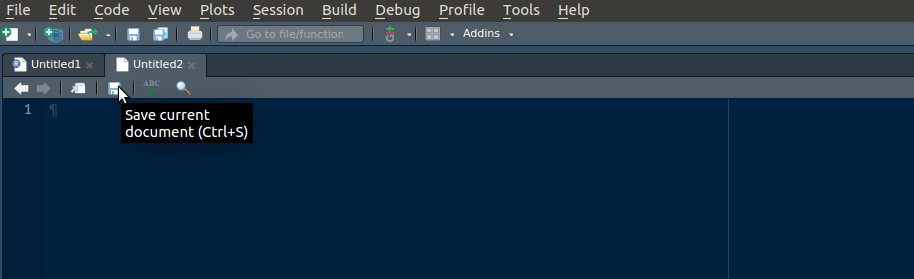 File Edit Code View Plots Session Build Debug Profile Tools Help
Go to file/function Addins
Untitled1 Untitled2
ABC
1 ¶
Save current
document (Ctrl+S)